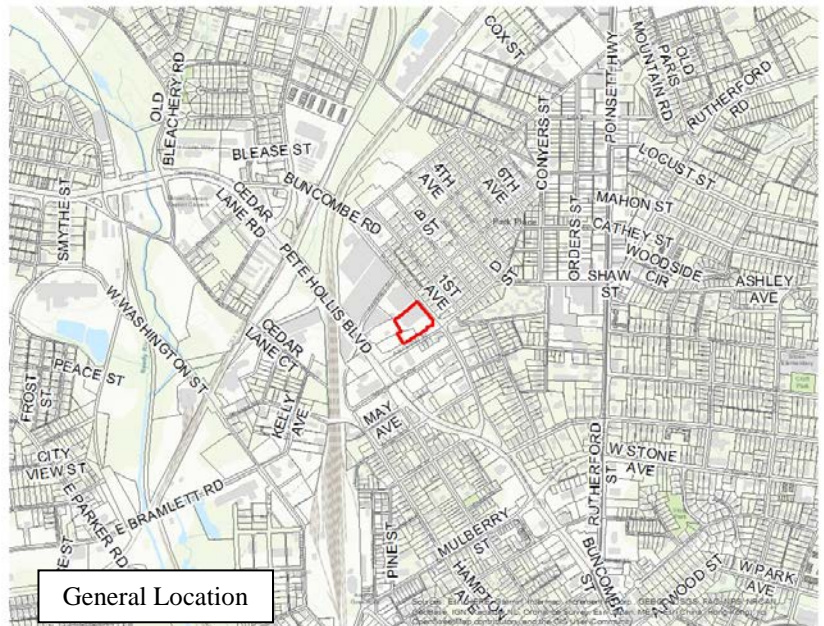 COX ST
OLD
BLEACHERY RD
BLEASE ST
SMYTHE ST
CEDAR
LANE RD
BUNCOMBE RD
PETE HOLLIS BLVD
4TH
AVE
6TH
AVE
B
ST
1ST
AVE
D
ST
CONYERS ST
POINSETT HWY
OLD
PARIS
MOUNTAIN RD
RUTHERFORD
RD
LOCUST ST
MAHON ST
CATHEY ST
WOODSIDE
CIR
ORDERS ST
SHAW
ST
ASHLEY
AVE
W WASHINGTON ST
CEDAR
LANE CT
PEACE ST
FROST
ST
KELLY
AVE
MAY
AVE
CITY
VIEW ST
E PARKER RD
E BRAMLETT RD
W STONE
AVE
RUTHERFORD
ST
MULBERRY
ST
PINE ST
HAMPTON
AVE
BUNCOMBE
ST
ATWOOD ST
W PARK
AVE
General Location